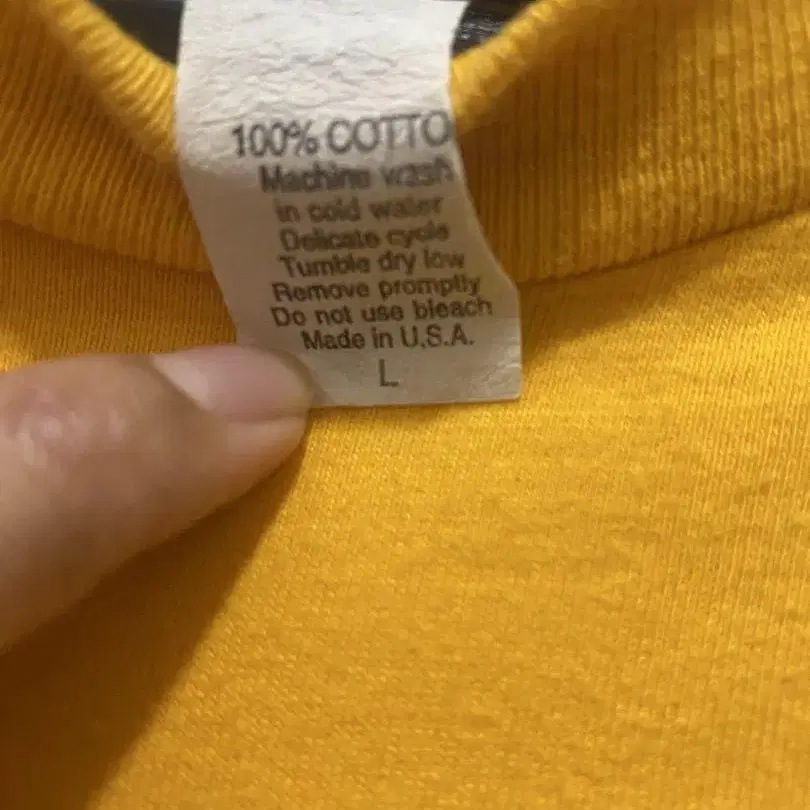 100% COTTO
Machine wash
in cold water
Delicate cycle
Tumble dry low
Remove promptly
Do not use bleach
Made in U.S.A.
L